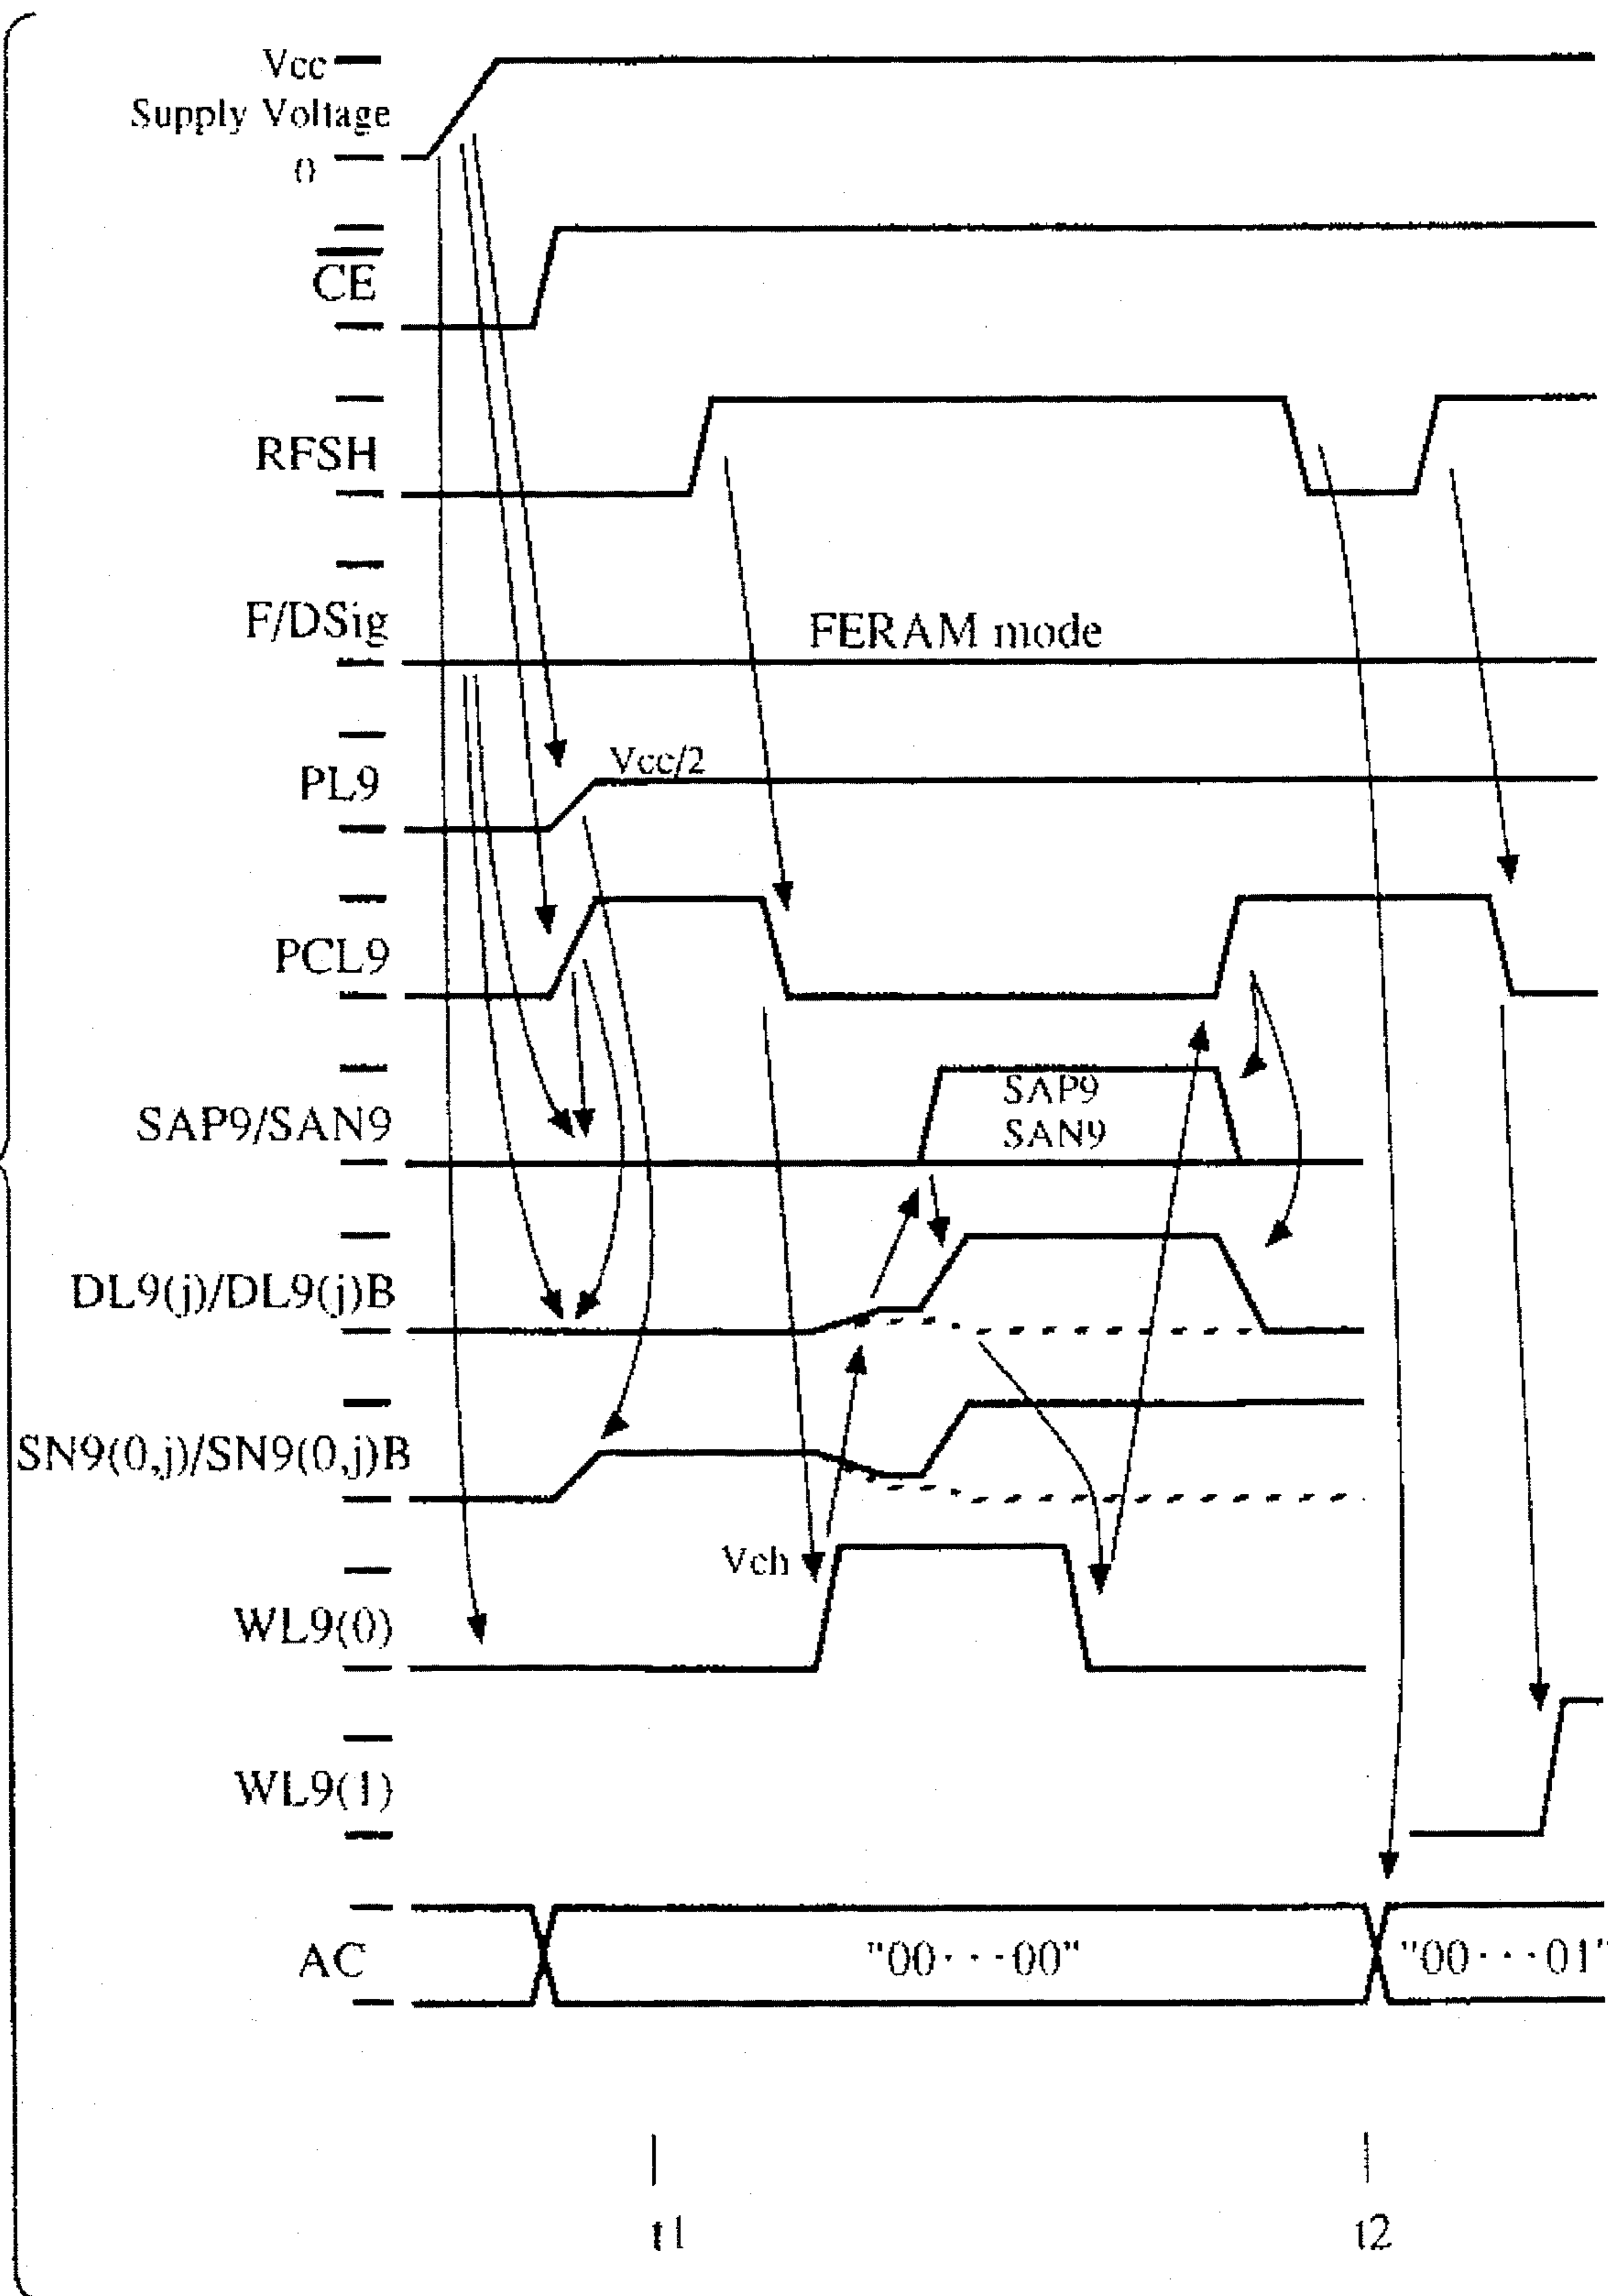 Vcc
Supply Voltage
0
CE
RFSH
F/DSig
FERAM mode
PL9
Vcc/2
PCL9
SAP9/SAN9
SAP9
SAN9
DL9(j)/DL9(j)B
SN9(0,j)/SN9(0,j)B
Vch
WL9(0)
WL9(1)
AC
"00···00"
"00···01"
t1
t2